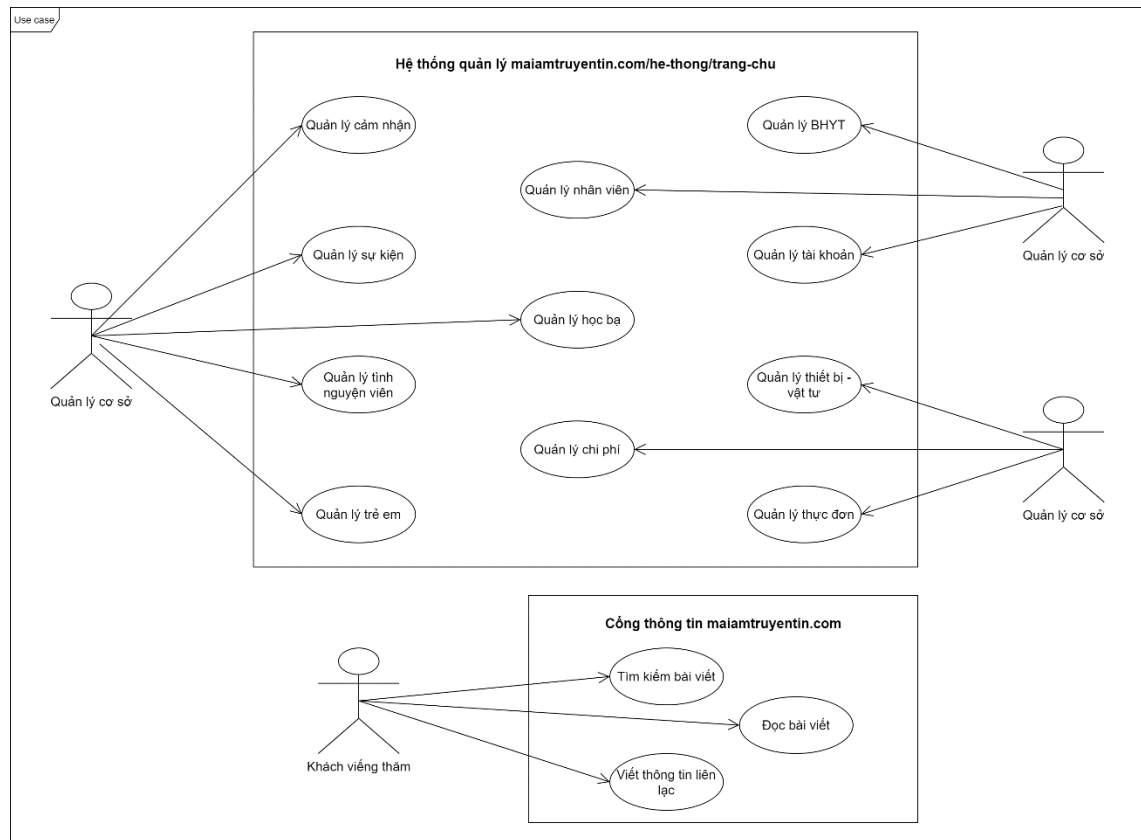 Use case
Hệ thống quản lý maiamtruyentin.com/he-thong/trang-chu
Quản lý cảm nhận
Quản lý BHYT
Quản lý nhân viên
Quản lý sự kiện
Quản lý tài khoản
Quản lý cơ sở
Quản lý học bạ
Quản lý tình
nguyện viên
Quản lý thiết bị -
vật tư
Quản lý cơ sở
Quản lý chi phí
Quản lý trẻ em
Quản lý thực đơn
Quản lý cơ sở
Cổng thông tin maiamtruyentin.com
Tìm kiếm bài viết
Đọc bài viết
Khách viếng thăm
Viết thông tin liên
lạc